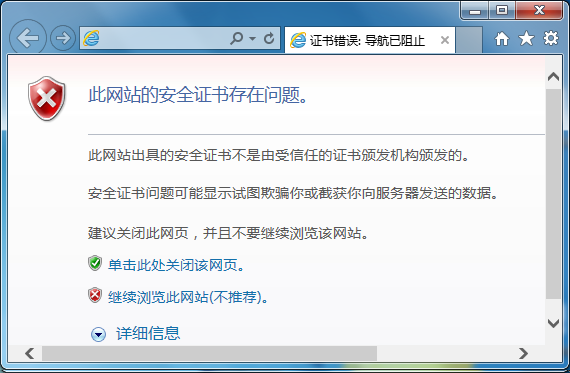 证书错误: 导航已阻止
此网站的安全证书存在问题。
此网站出具的安全证书不是由受信任的证书颁发机构颁发的。
安全证书问题可能显示试图欺骗你或截获你向服务器发送的数据。
建议关闭此网页，并且不要继续浏览该网站。
单击此处关闭该网页。
继续浏览此网站(不推荐)。
详细信息